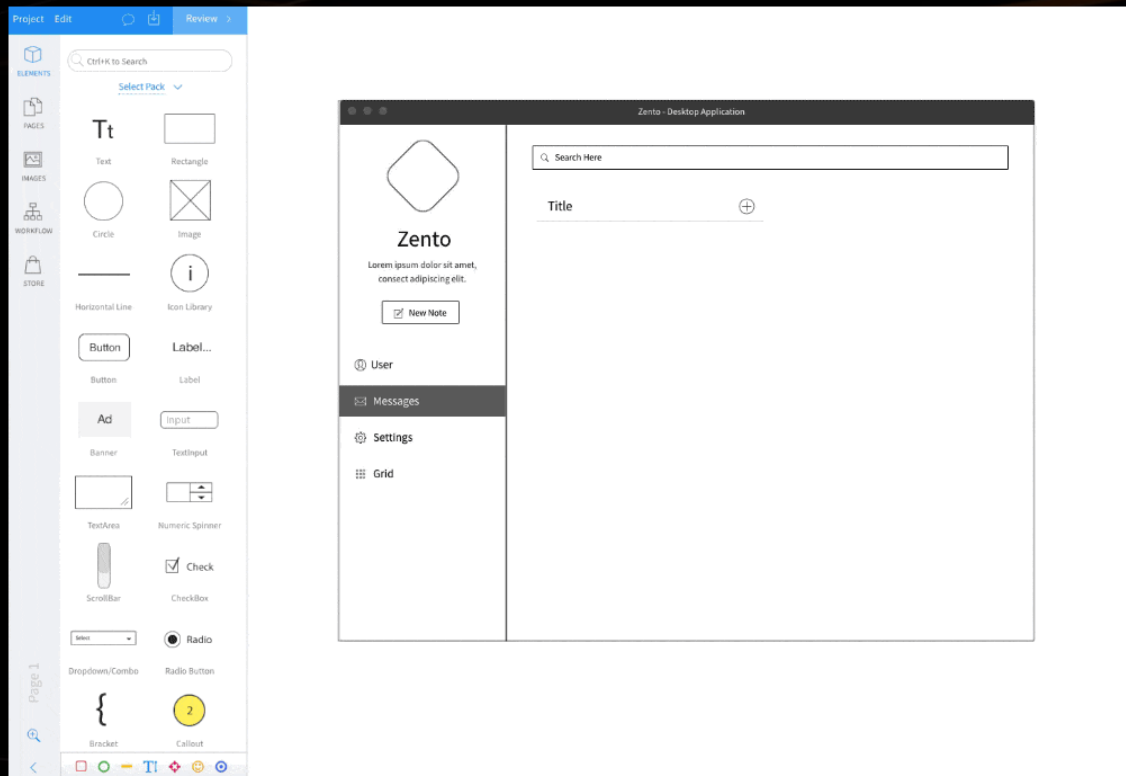 Project Edit Review >
ELEMENTS
PAGES
IMAGES
WORKFLOW
STORE
Page 1
Ctrl+K to Search
Select Pack
Tt
Text Rectangle
Circle Image
i
Horizontal Line Icon Library
Button Label...
Button Label
Ad Input
Banner TextInput
TextArea Numeric Spinner
Check
ScrollBar CheckBox
Select Radio
Dropdown/Combo Radio Button
{ 2
Bracket Callout
TI
Zento - Desktop Application
Zento
Lorem ipsum dolor sit amet,
consect adipiscing elit.
New Note
User
Messages
Settings
Grid
Search Here
Title